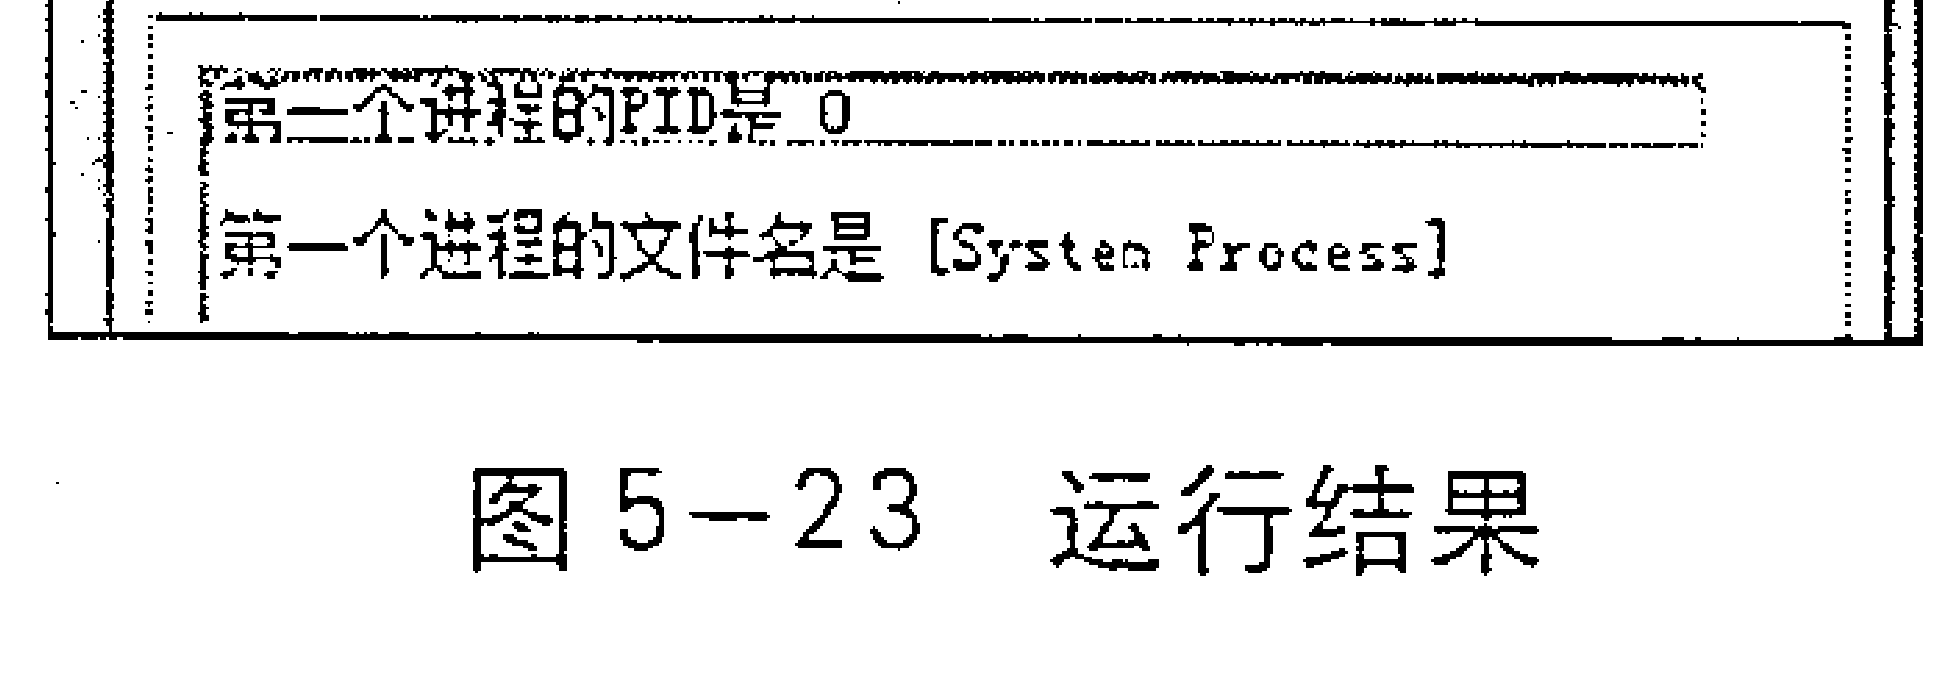 第一个进程的PID是 0
第一个进程的文件名是 [System Process]
图 5—23 运行结果